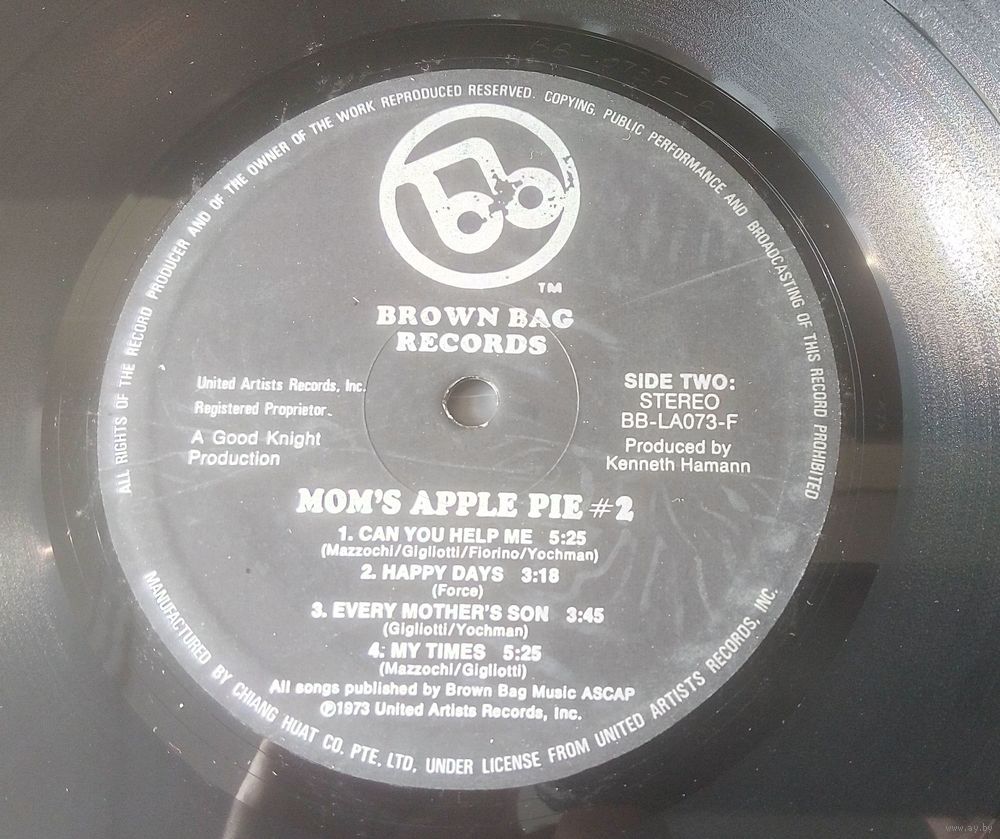 ALL RIGHTS OF THE RECORD PRODUCER AND OF THE OWNER OF THE WORK REPRODUCED RESERVED. COPYING, PUBLIC PERFORMANCE AND BROADCASTING OF THIS RECORD PROHIBITED
TM
BROWN BAG
RECORDS
United Artists Records, Inc.
Registered Proprietor.
A Good Knight
Production
SIDE TWO:
STEREO
BB-LA073-F
Produced by
Kenneth Hamann
MOM'S APPLE PIE #2
1. CAN YOU HELP ME 5:25
(Mazzochi/Gigliotti/Fiorino/Yochman)
2. HAPPY DAYS 3:18
(Force)
3. EVERY MOTHER'S SON 3:45
(Gigliotti/Yochman)
4. MY TIMES 5:25
(Mazzochi/Gigliotti)
All songs published by Brown Bag Music ASCAP
℗1973 United Artists Records, Inc.
MANUFACTURED BY CHIANG HUAT CO. PTE. LTD. UNDER LICENSE FROM UNITED ARTISTS RECORDS, INC.
www.ay.by